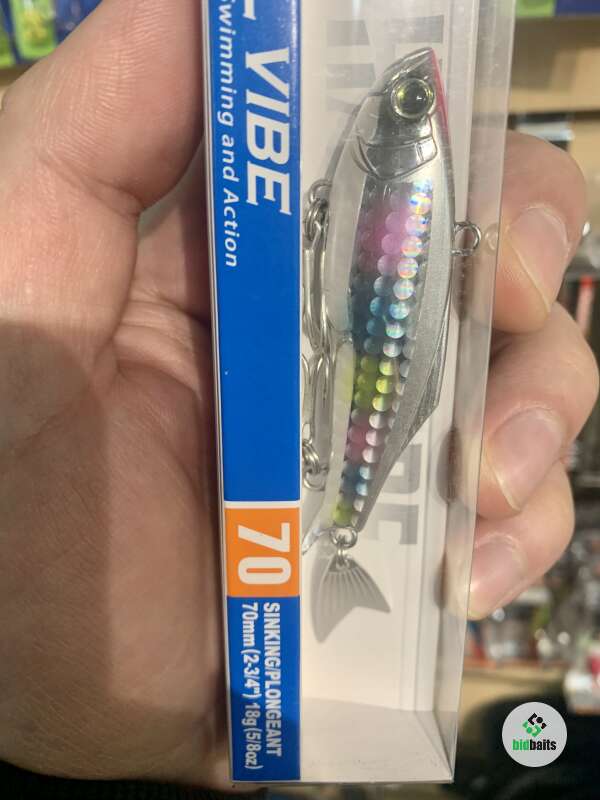 VIBE
Swimming and Action
70
SINKING/PLONGEANT
70mm(2-3/4") 18g(5/8oz)
bidbaits